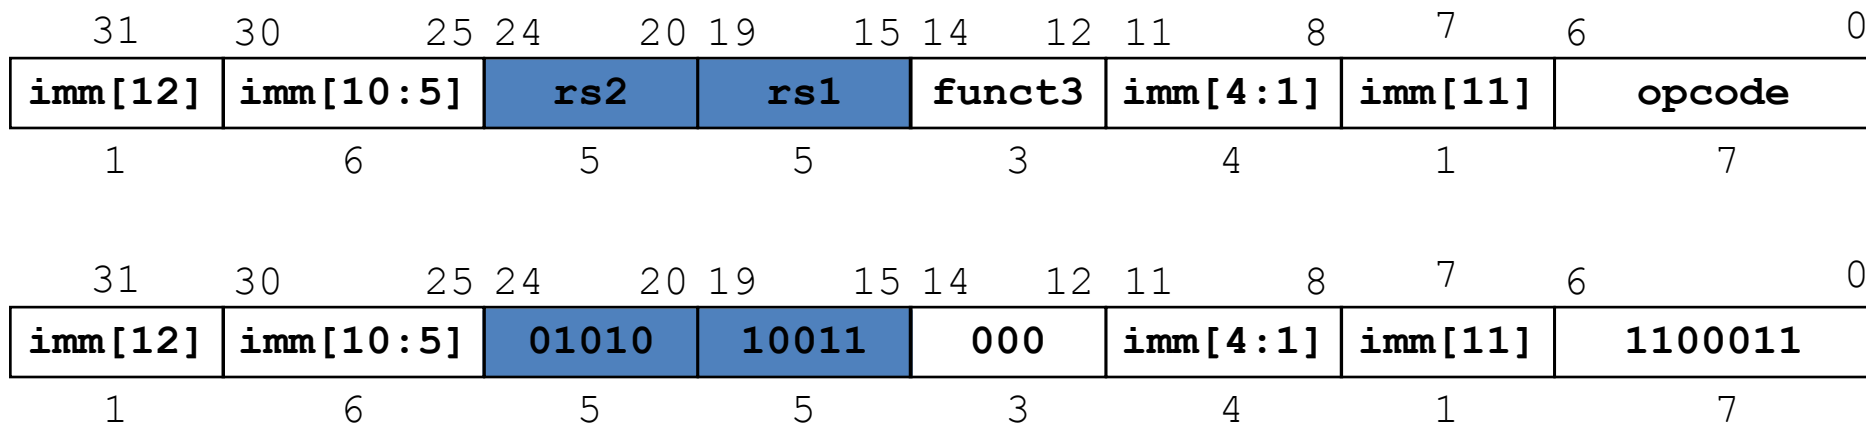 31 30 25 24 20 19 15 14 12 11 8 7 6 0
imm[12] imm[10:5] rs2 rs1 funct3 imm[4:1] imm[11] opcode
1 6 5 5 3 4 1 7
31 30 25 24 20 19 15 14 12 11 8 7 6 0
imm[12] imm[10:5] 01010 10011 000 imm[4:1] imm[11] 1100011
1 6 5 5 3 4 1 7